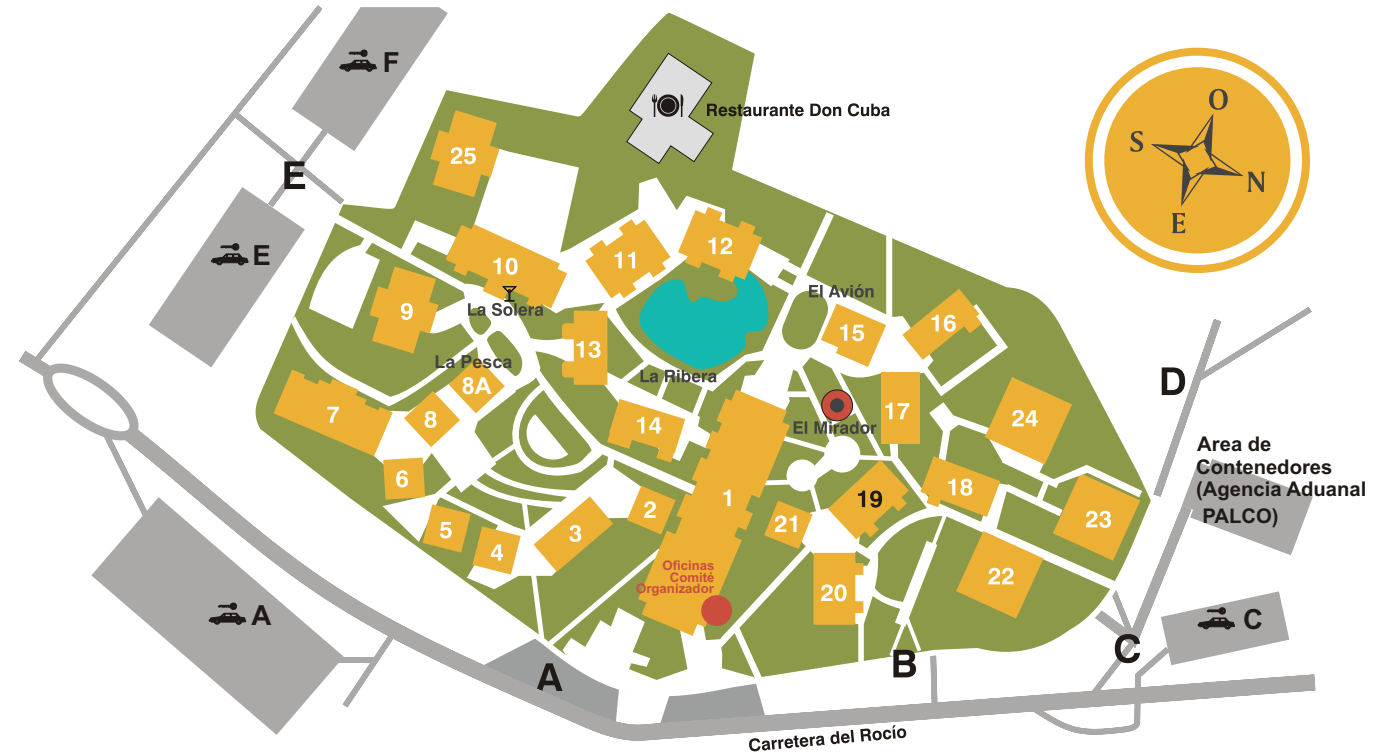 F
Restaurante Don Cuba
O
S
N
E
25
E
E
12
11
10
La Solera
9
El Avión
15
16
13
La Pesca
8A
La Ribera
D
7
8
14
El Mirador
17
24
Area de
Contenedores
(Agencia Aduanal
PALCO)
6
1
18
19
2
21
23
5
3
4
Oficinas
Comité
Organizador
22
20
A
C
C
B
A
Carretera del Rocío